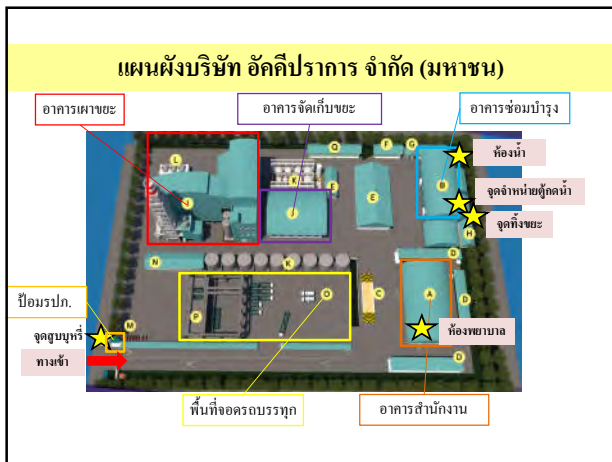 แผนผังบริษัท อัคคีปราการ จำกัด (มหาชน)
อาคารเผาขยะ
อาคารจัดเก็บขยะ
อาคารซ่อมบำรุง
ห้องน้ำ
จุดจำหน่ายตู้กดน้ำ
จุดทิ้งขยะ
L
Q
F
G
K
E
B
I
J
E
H
N
K
D
O
C
A
D
P
ป้อมรปภ.
M
จุดสูบบุหรี่
ห้องพยาบาล
ทางเข้า
D
พื้นที่จอดรถบรรทุก
อาคารสำนักงาน